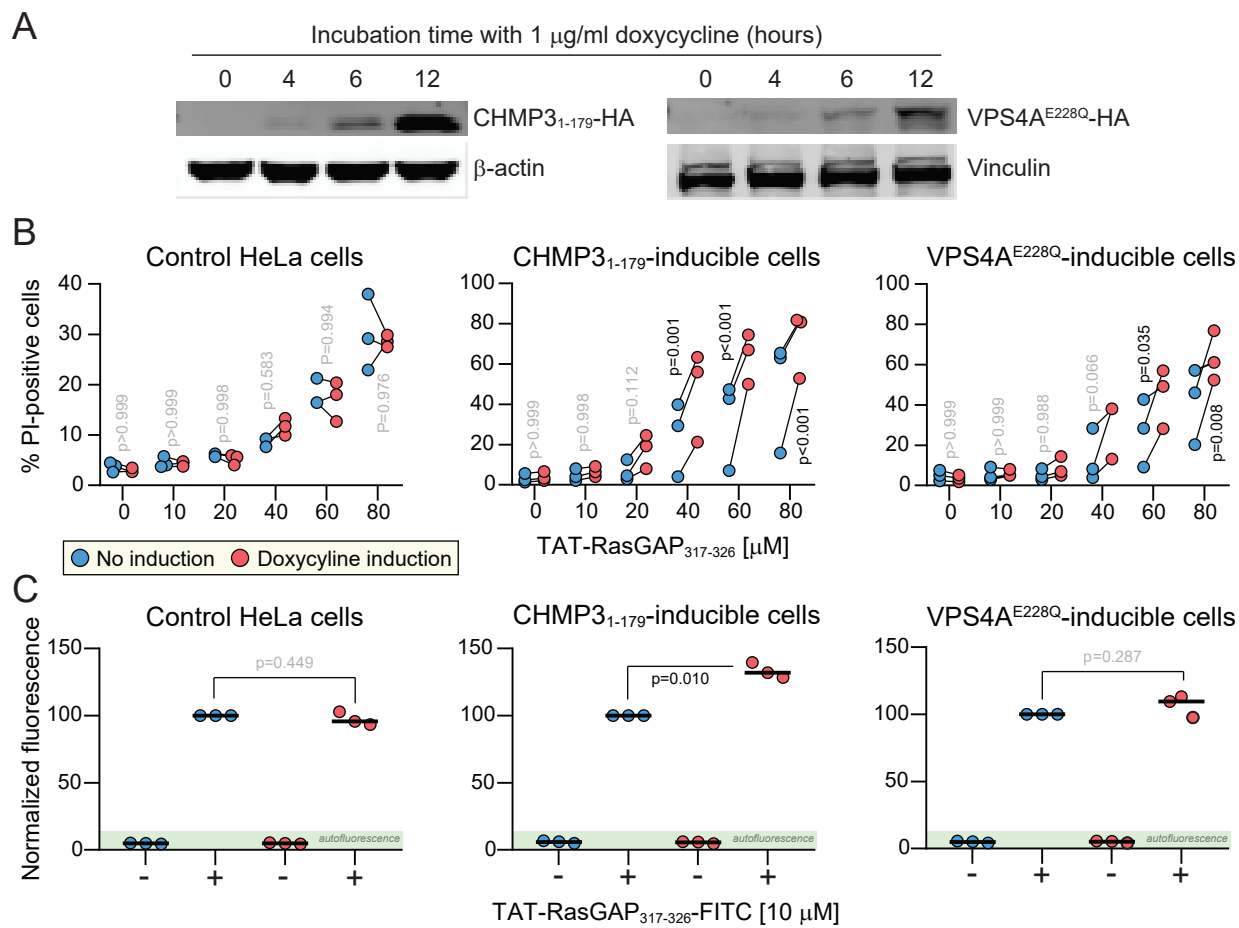 A
Incubation time with 1 μg/ml doxycycline (hours)
0 4 6 12
0 4 6 12
CHMP3₁₋₁₇₉-HA
VPS4Aᴱ²²⁸Q-HA
β-actin
Vinculin
B
Control HeLa cells
CHMP3₁₋₁₇₉-inducible cells
VPS4Aᴱ²²⁸Q-inducible cells
% PI-positive cells
40
30
20
10
0
p>0.999
p>0.999
p=0.998
p=0.583
P=0.994
P=0.976
0 10 20 40 60 80
100
80
60
40
20
0
p>0.999
p=0.998
p=0.112
p=0.001
p<0.001
p<0.001
0 10 20 40 60 80
100
80
60
40
20
0
p>0.999
p>0.999
p=0.988
p=0.066
p=0.035
p=0.008
0 10 20 40 60 80
TAT-RasGAP₃₁₇₋₃₂₆ [μM]
No induction Doxycyline induction
C
Control HeLa cells
CHMP3₁₋₁₇₉-inducible cells
VPS4Aᴱ²²⁸Q-inducible cells
Normalized fluorescence
150
100
50
0
p=0.449
autofluorescence
- + - +
150
100
50
0
p=0.010
autofluorescence
- + - +
150
100
50
0
p=0.287
autofluorescence
- + - +
TAT-RasGAP₃₁₇₋₃₂₆-FITC [10 μM]